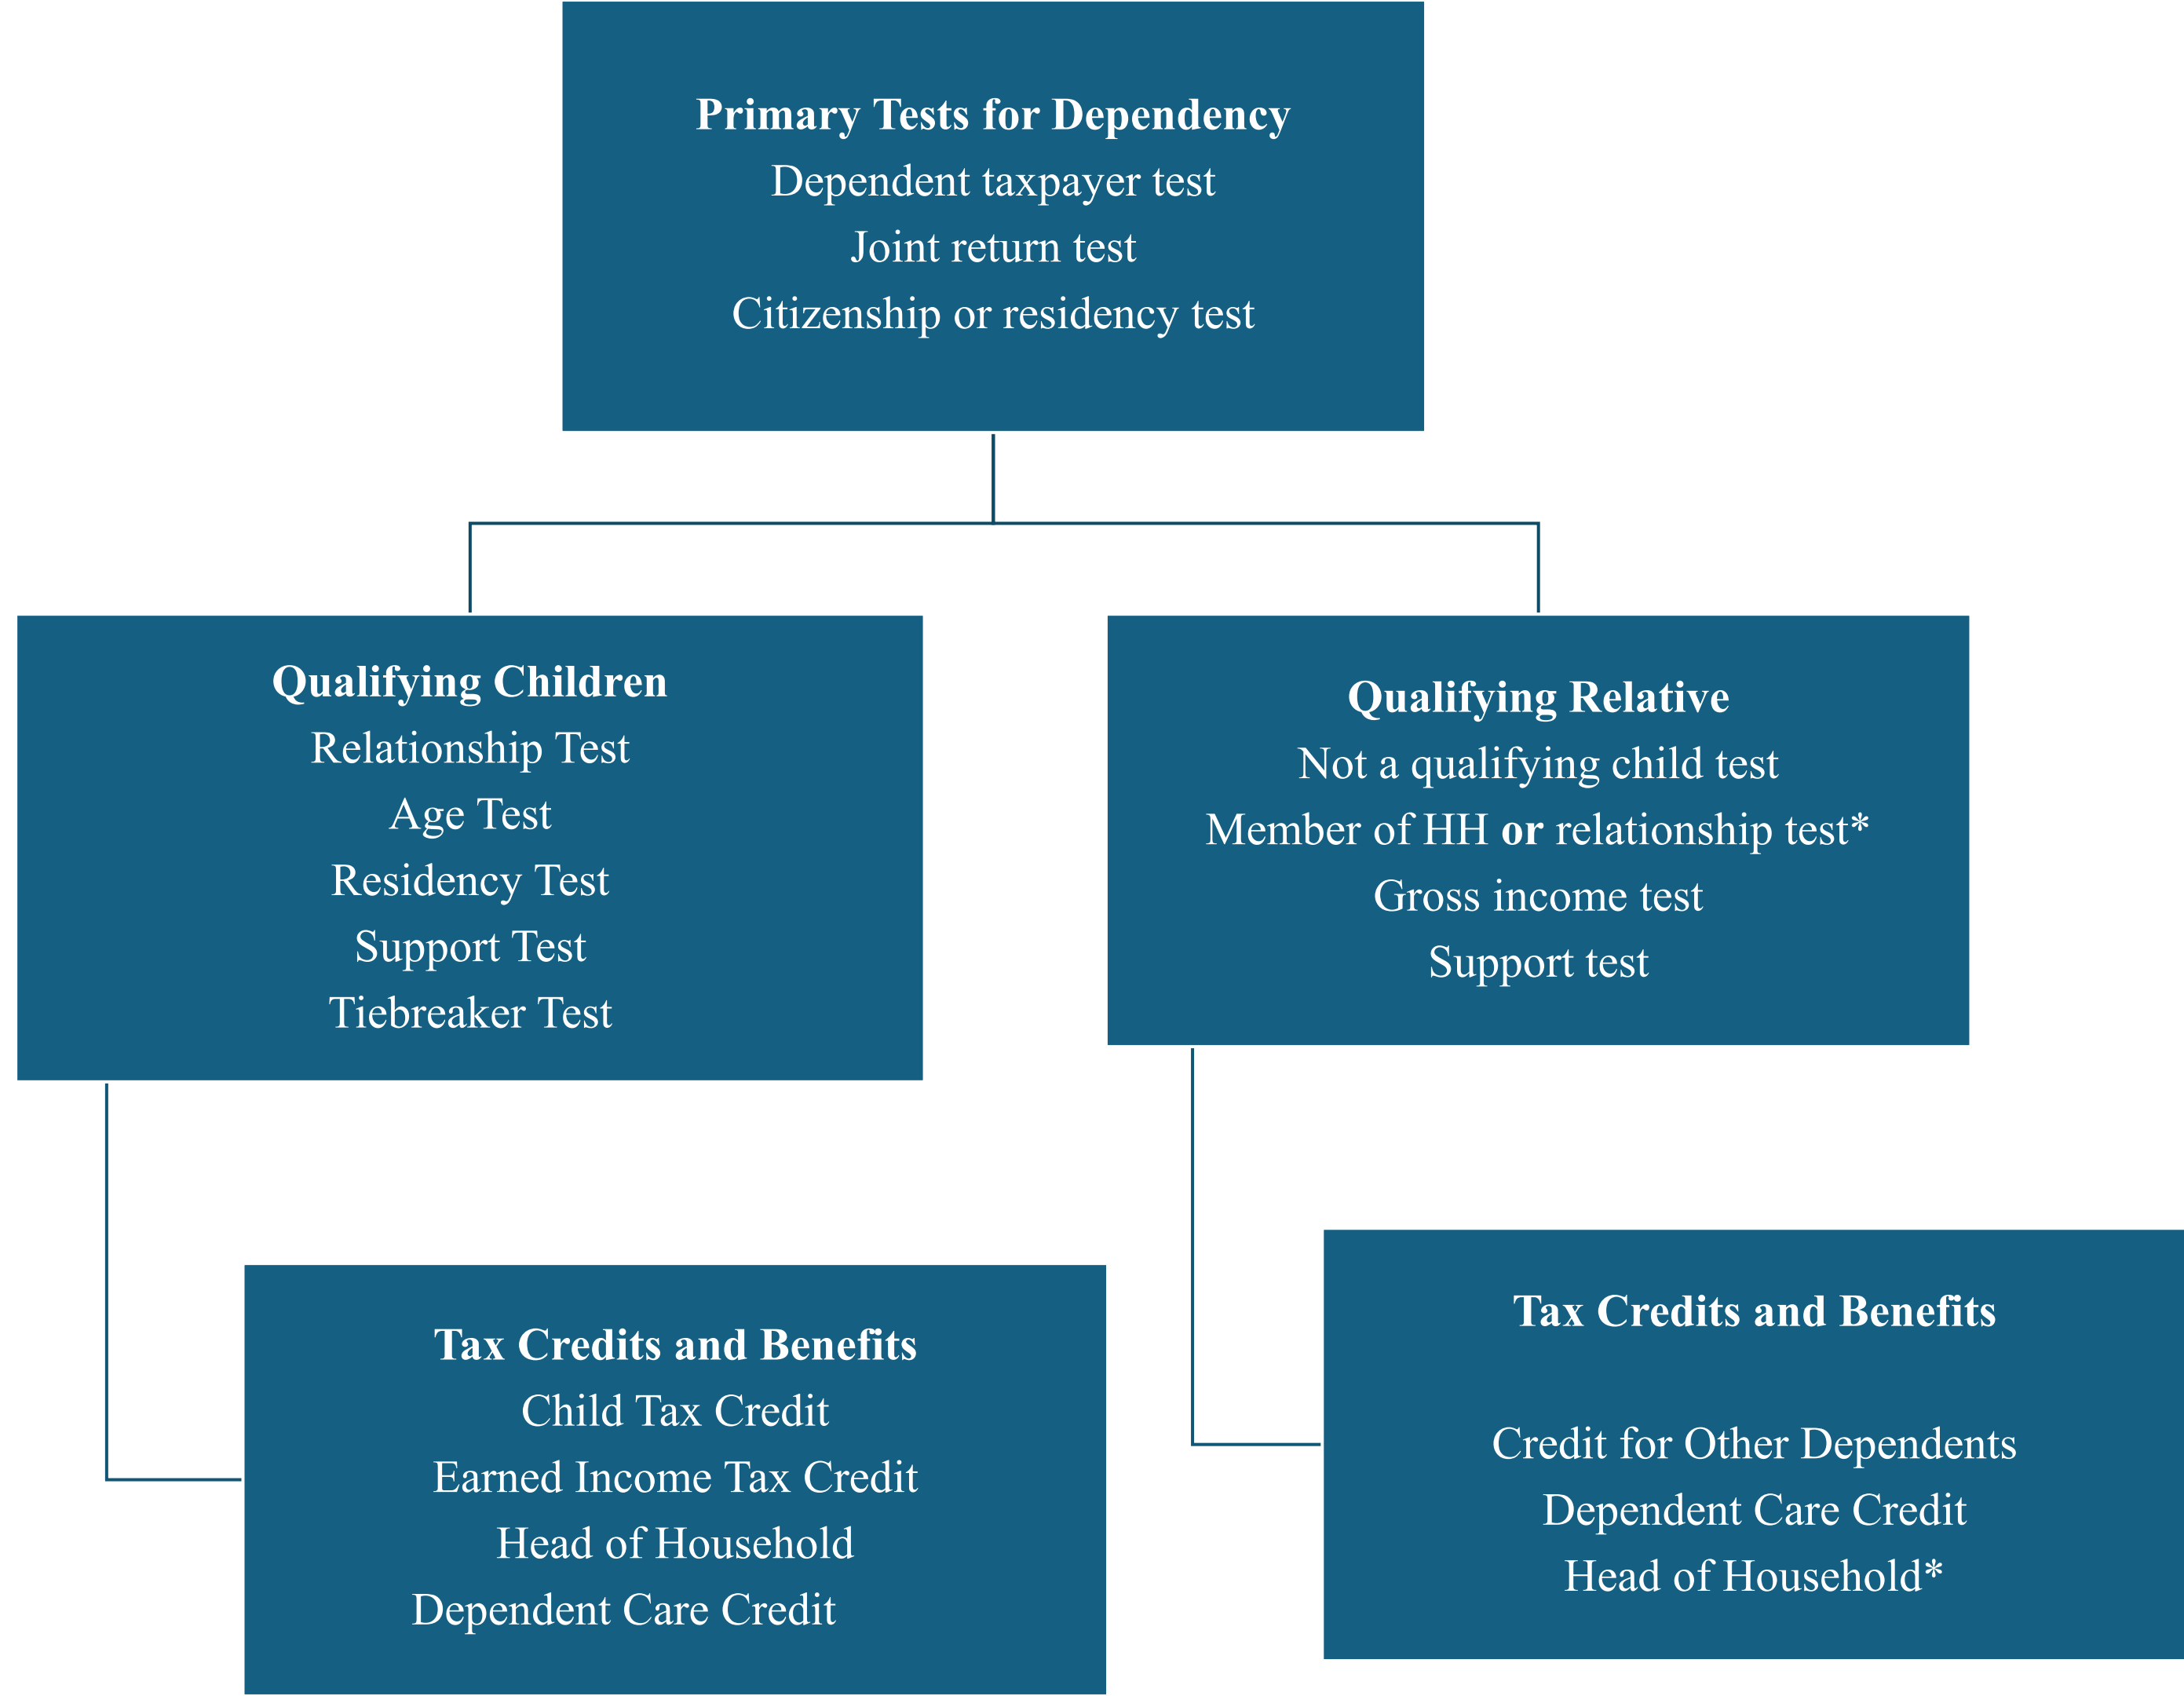 Primary Tests for Dependency
Dependent taxpayer test
Joint return test
Citizenship or residency test
Qualifying Children
Relationship Test
Age Test
Residency Test
Support Test
Tiebreaker Test
Qualifying Relative
Not a qualifying child test
Member of HH or relationship test*
Gross income test
Support test
Tax Credits and Benefits
Child Tax Credit
Earned Income Tax Credit
Head of Household
Dependent Care Credit
Tax Credits and Benefits
Credit for Other Dependents
Dependent Care Credit
Head of Household*